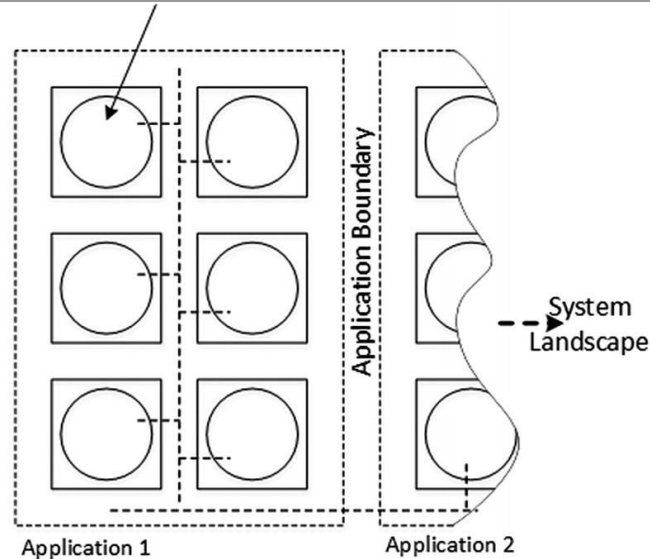 Application Boundary
System
Landscape
Application 1
Application 2